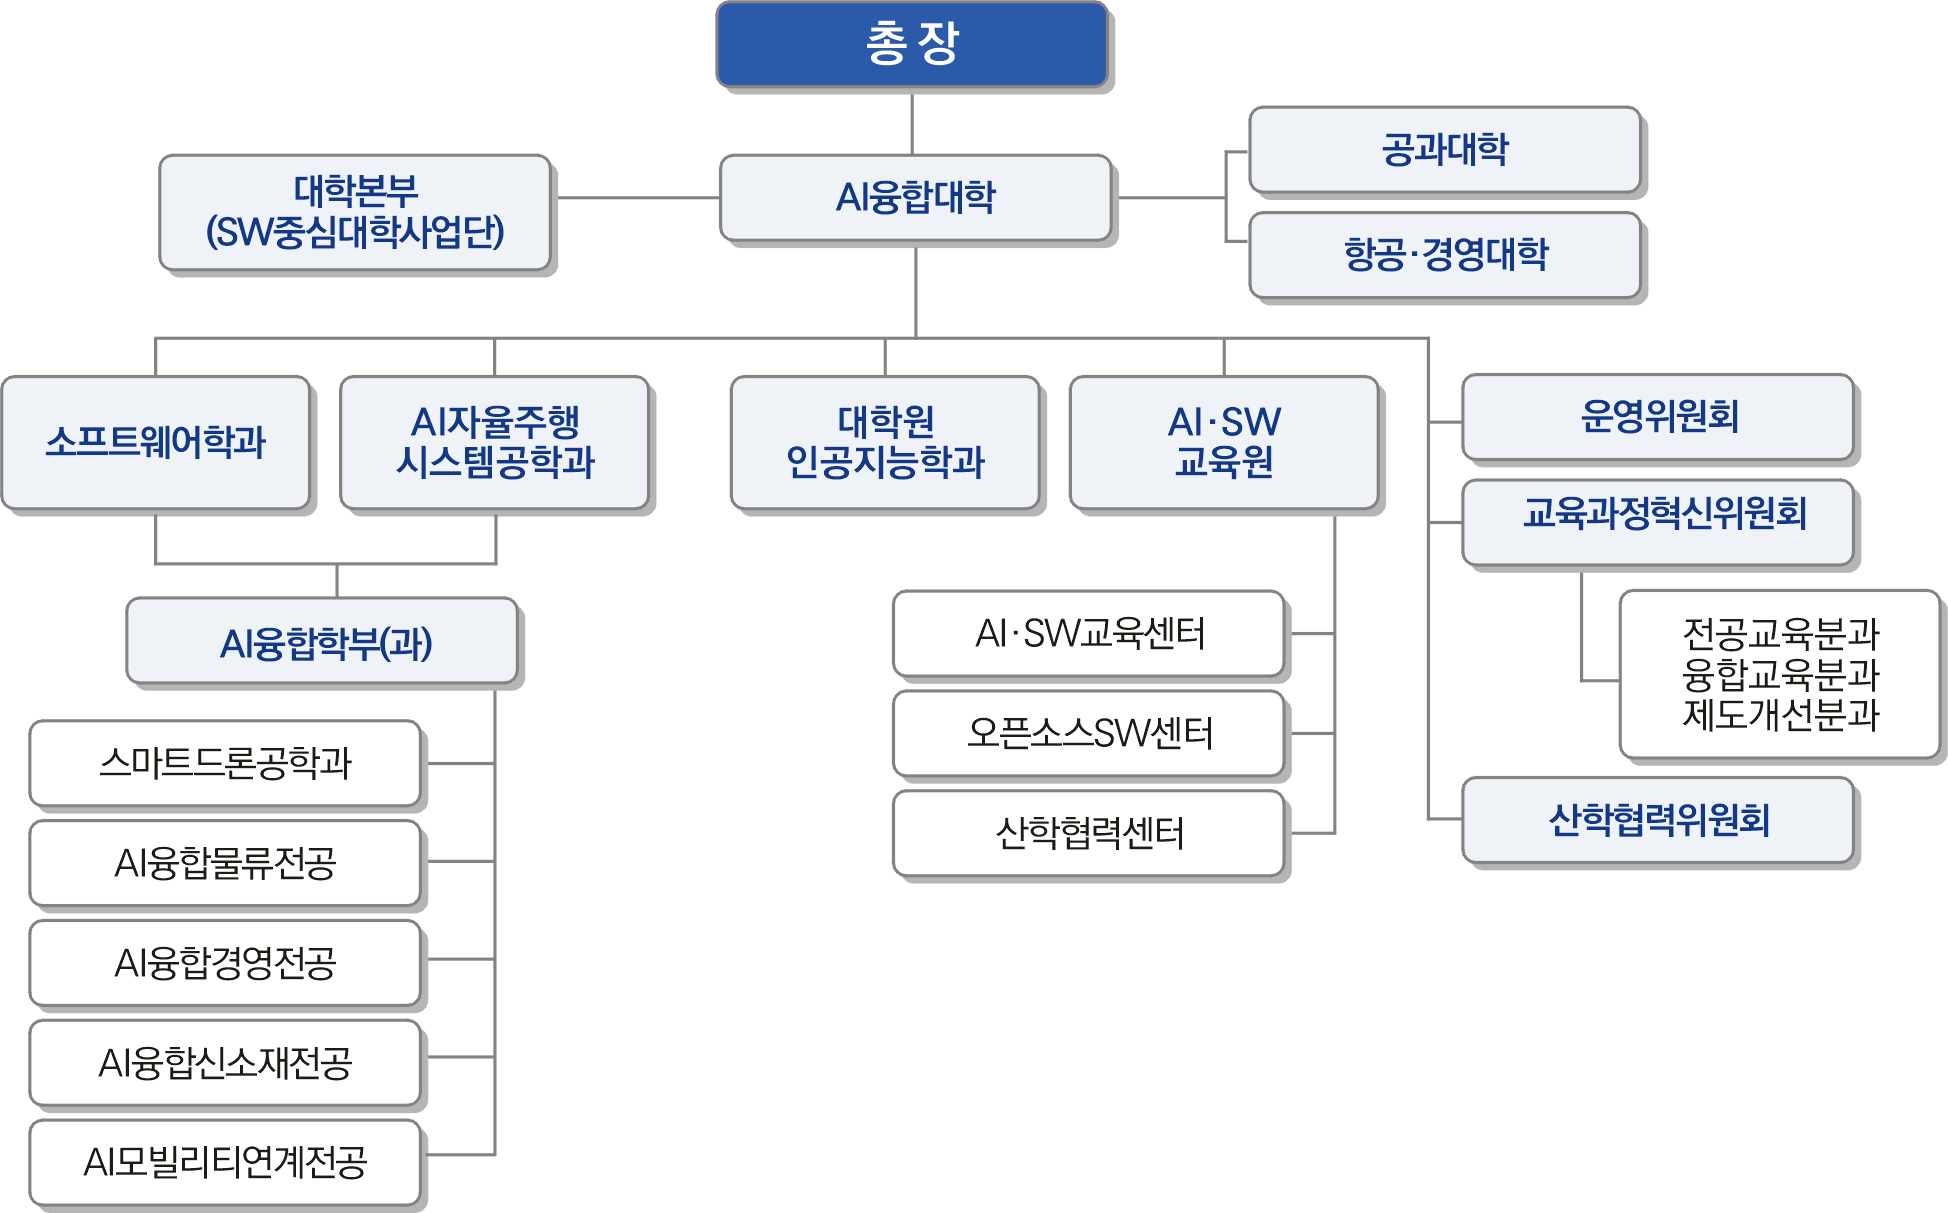 총 장
대학본부
(SW중심대학사업단)
AI융합대학
공과대학
항공·경영대학
소프트웨어학과
AI자율주행
시스템공학과
대학원
인공지능학과
AI·SW
교육원
운영위원회
교육과정혁신위원회
전공교육분과
융합교육분과
제도개선분과
산학협력위원회
AI융합학부(과)
스마트드론공학과
AI융합물류전공
AI융합경영전공
AI융합신소재전공
AI모빌리티연계전공
AI·SW교육센터
오픈소스SW센터
산학협력센터